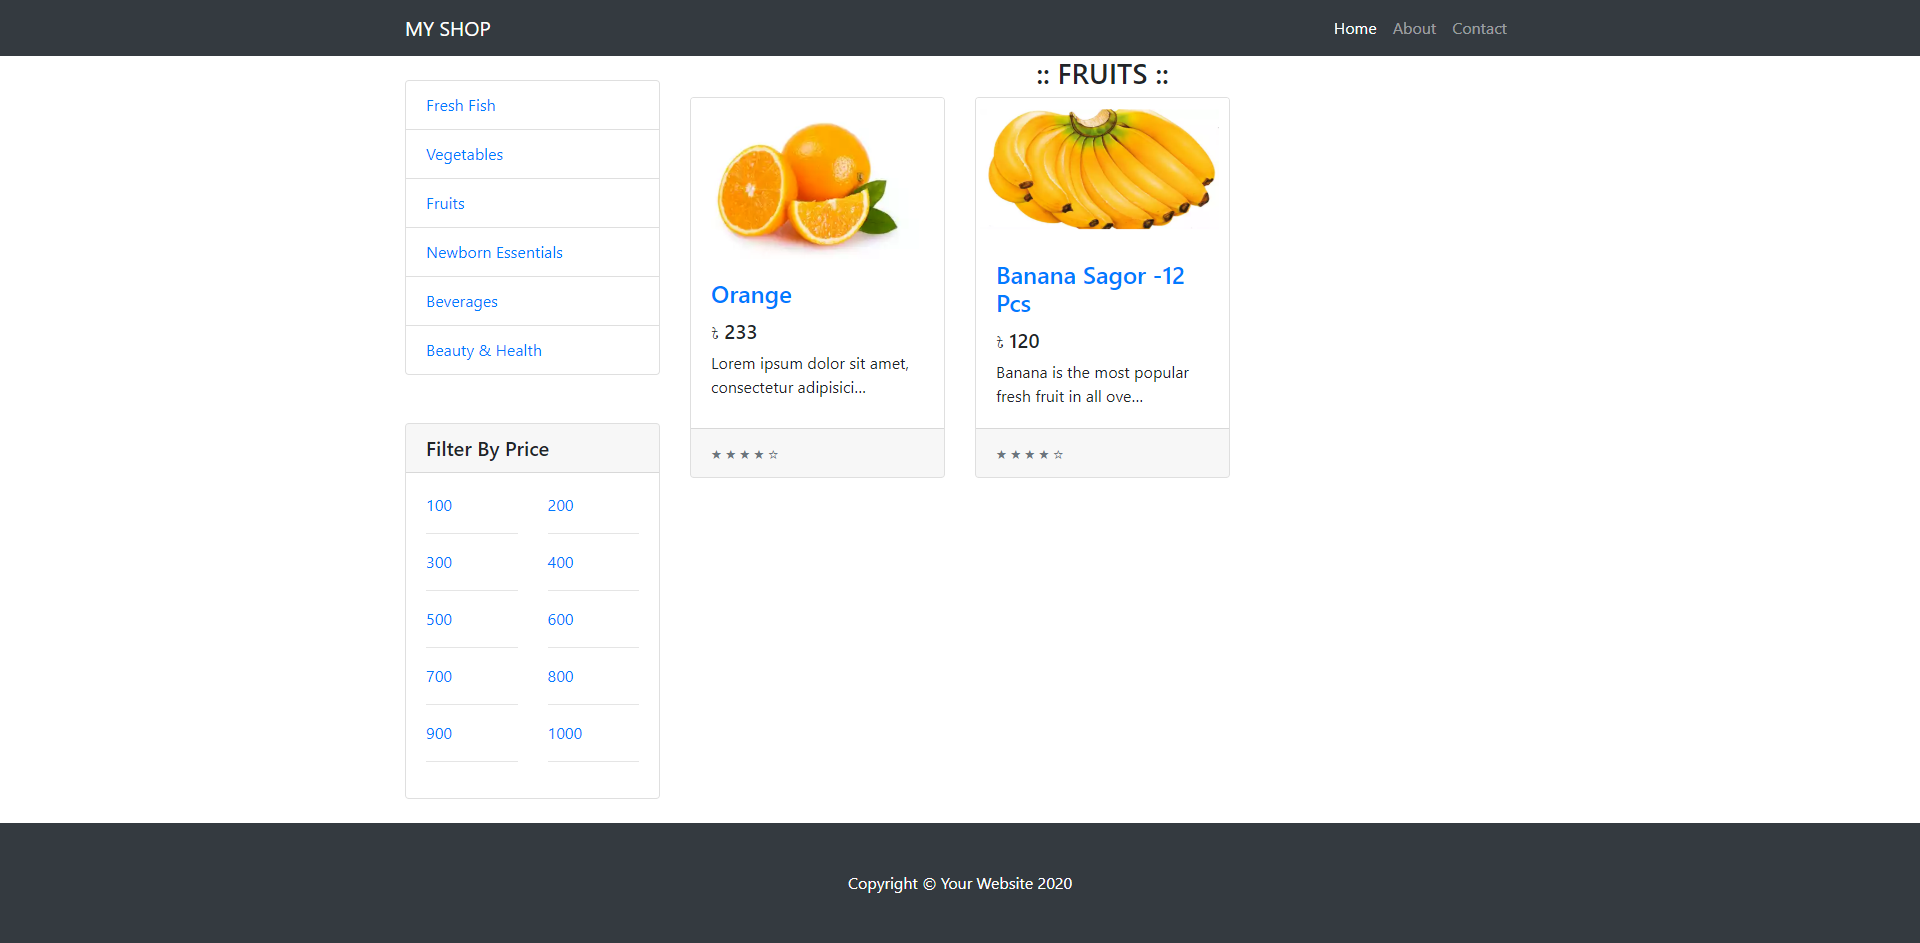 MY SHOP
Home About Contact
Fresh Fish
Vegetables
Fruits
Newborn Essentials
Beverages
Beauty & Health
Filter By Price
100 200
300 400
500 600
700 800
900 1000
:: FRUITS ::
Orange
৳ 233
Lorem ipsum dolor sit amet,
consectetur adipisici...
★ ★ ★ ★ ☆
Banana Sagor -12
Pcs
৳ 120
Banana is the most popular
fresh fruit in all ove...
★ ★ ★ ★ ☆
Copyright © Your Website 2020